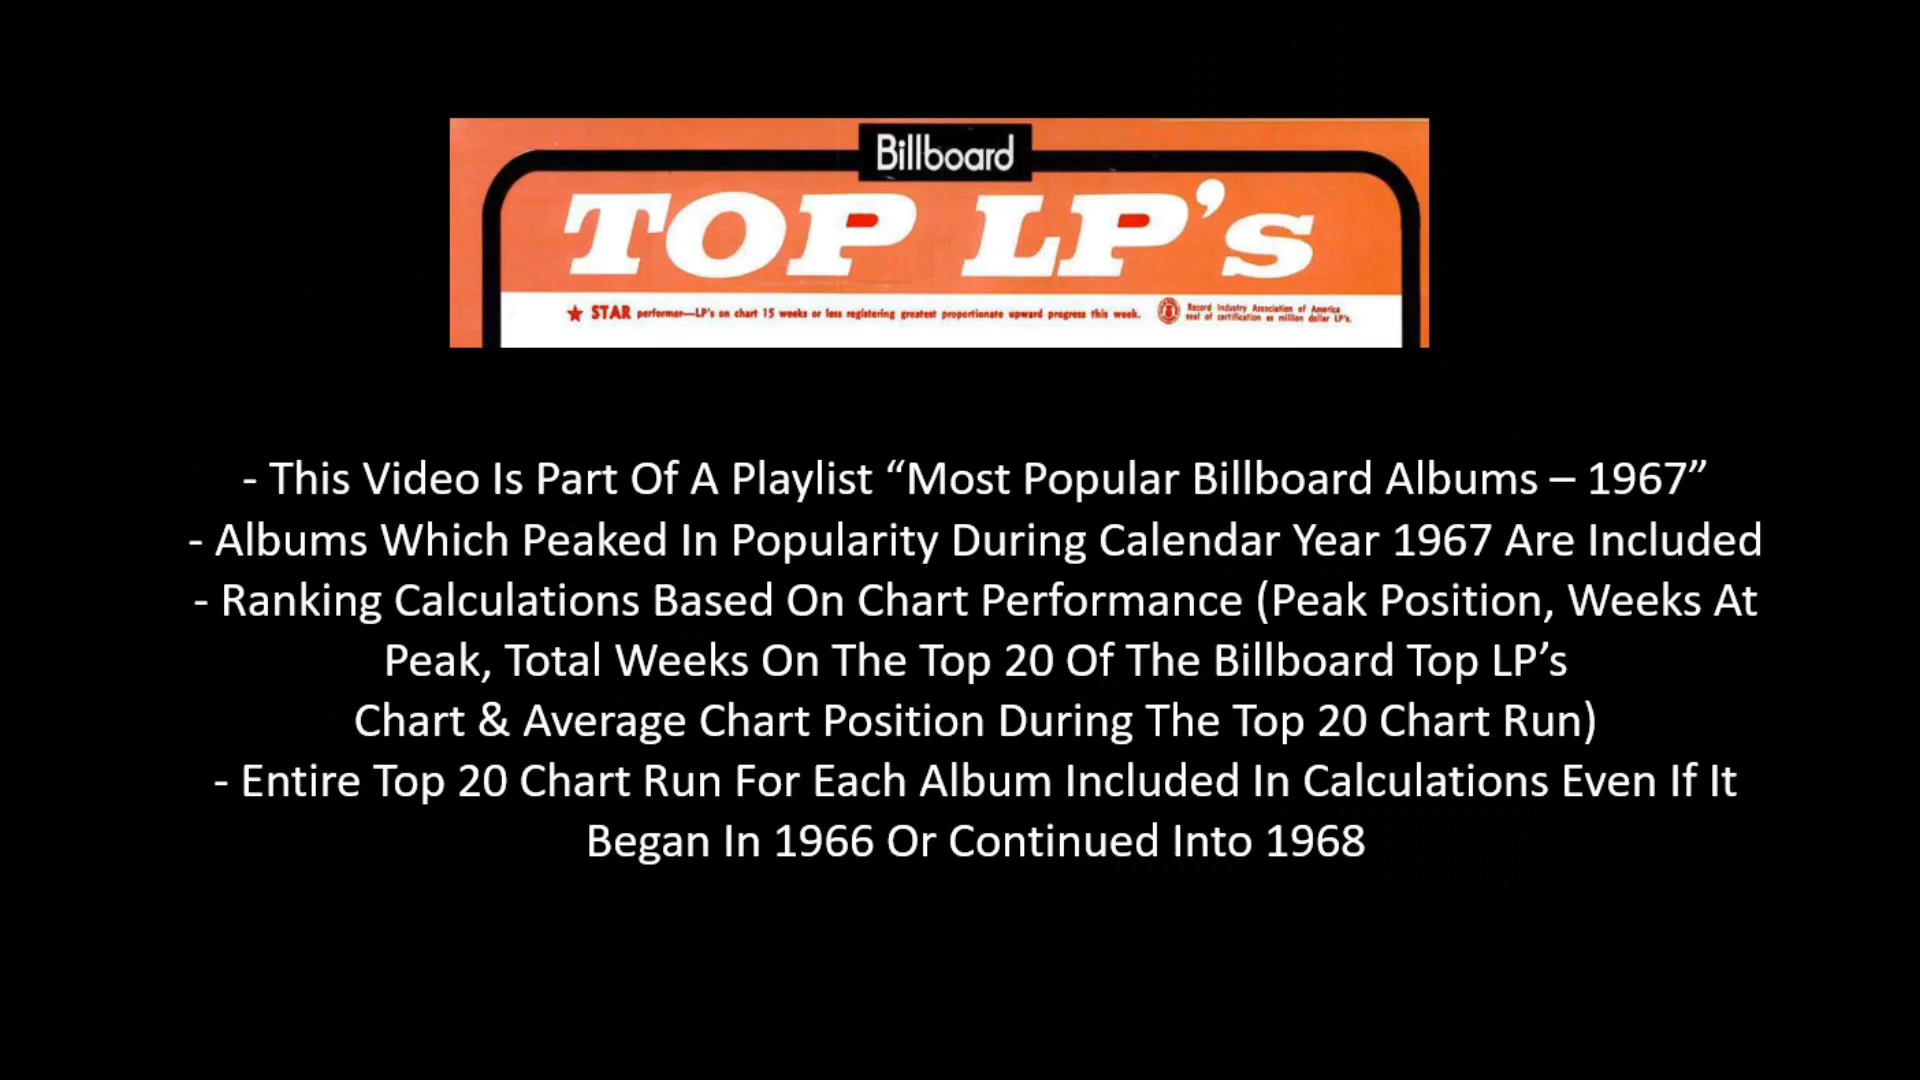 Billboard
TOP LP's
★ STAR performer—LP's on chart 15 weeks or less registering greatest proportionate upward progress this week.
Record Industry Association of America
seal of certification as million dollar LP's.
- This Video Is Part Of A Playlist “Most Popular Billboard Albums – 1967”
- Albums Which Peaked In Popularity During Calendar Year 1967 Are Included
- Ranking Calculations Based On Chart Performance (Peak Position, Weeks At
Peak, Total Weeks On The Top 20 Of The Billboard Top LP’s
Chart & Average Chart Position During The Top 20 Chart Run)
- Entire Top 20 Chart Run For Each Album Included In Calculations Even If It
Began In 1966 Or Continued Into 1968